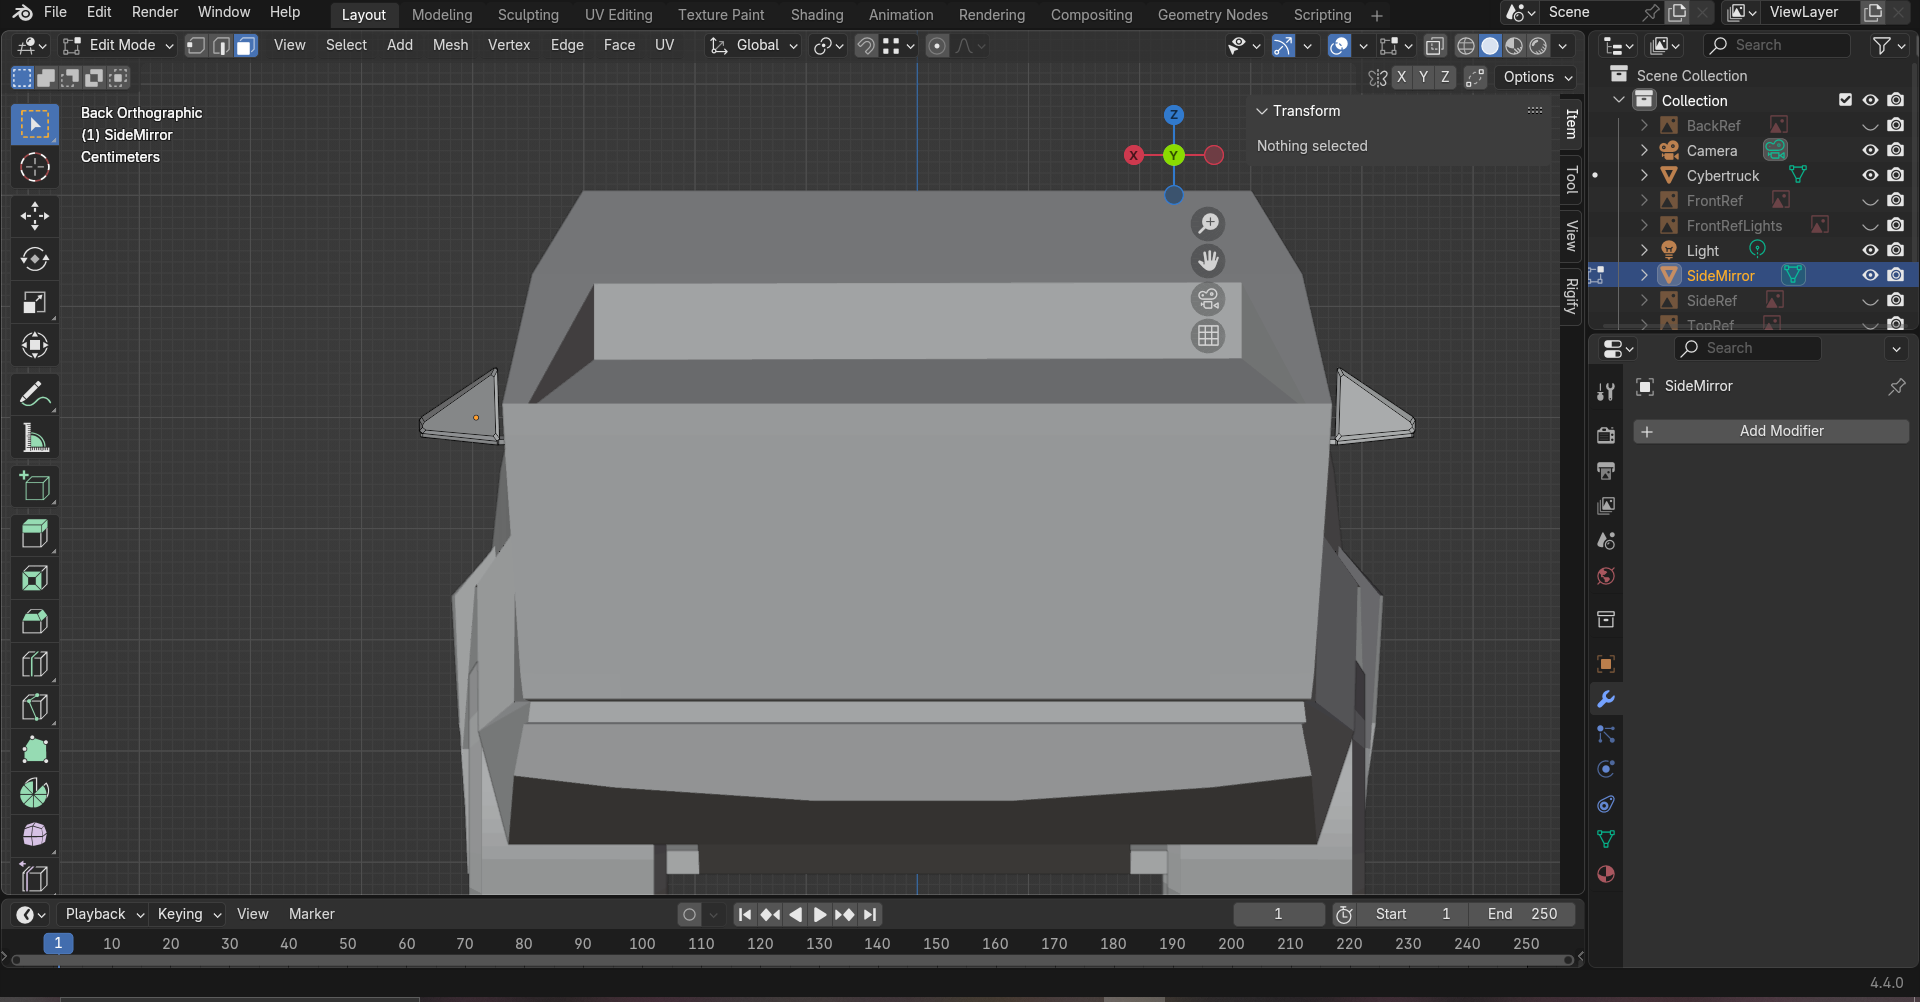 File Edit Render Window Help Layout Modeling Sculpting UV Editing Texture Paint Shading Animation Rendering Compositing Geometry Nodes Scripting + Scene ViewLayer
Edit Mode View Select Add Mesh Vertex Edge Face UV Global Search
X Y Z Options
Scene Collection
Collection
BackRef
Camera
Cybertruck
FrontRef
FrontRefLights
Light
SideMirror
SideRef
TopRef
Back Orthographic
(1) SideMirror
Centimeters
Z
X Y
Transform
Nothing selected
Item
Tool
View
Rigify
Search
SideMirror
+ Add Modifier
Playback Keying View Marker 1 Start 1 End 250
1 10 20 30 40 50 60 70 80 90 100 110 120 130 140 150 160 170 180 190 200 210 220 230 240 250
4.4.0